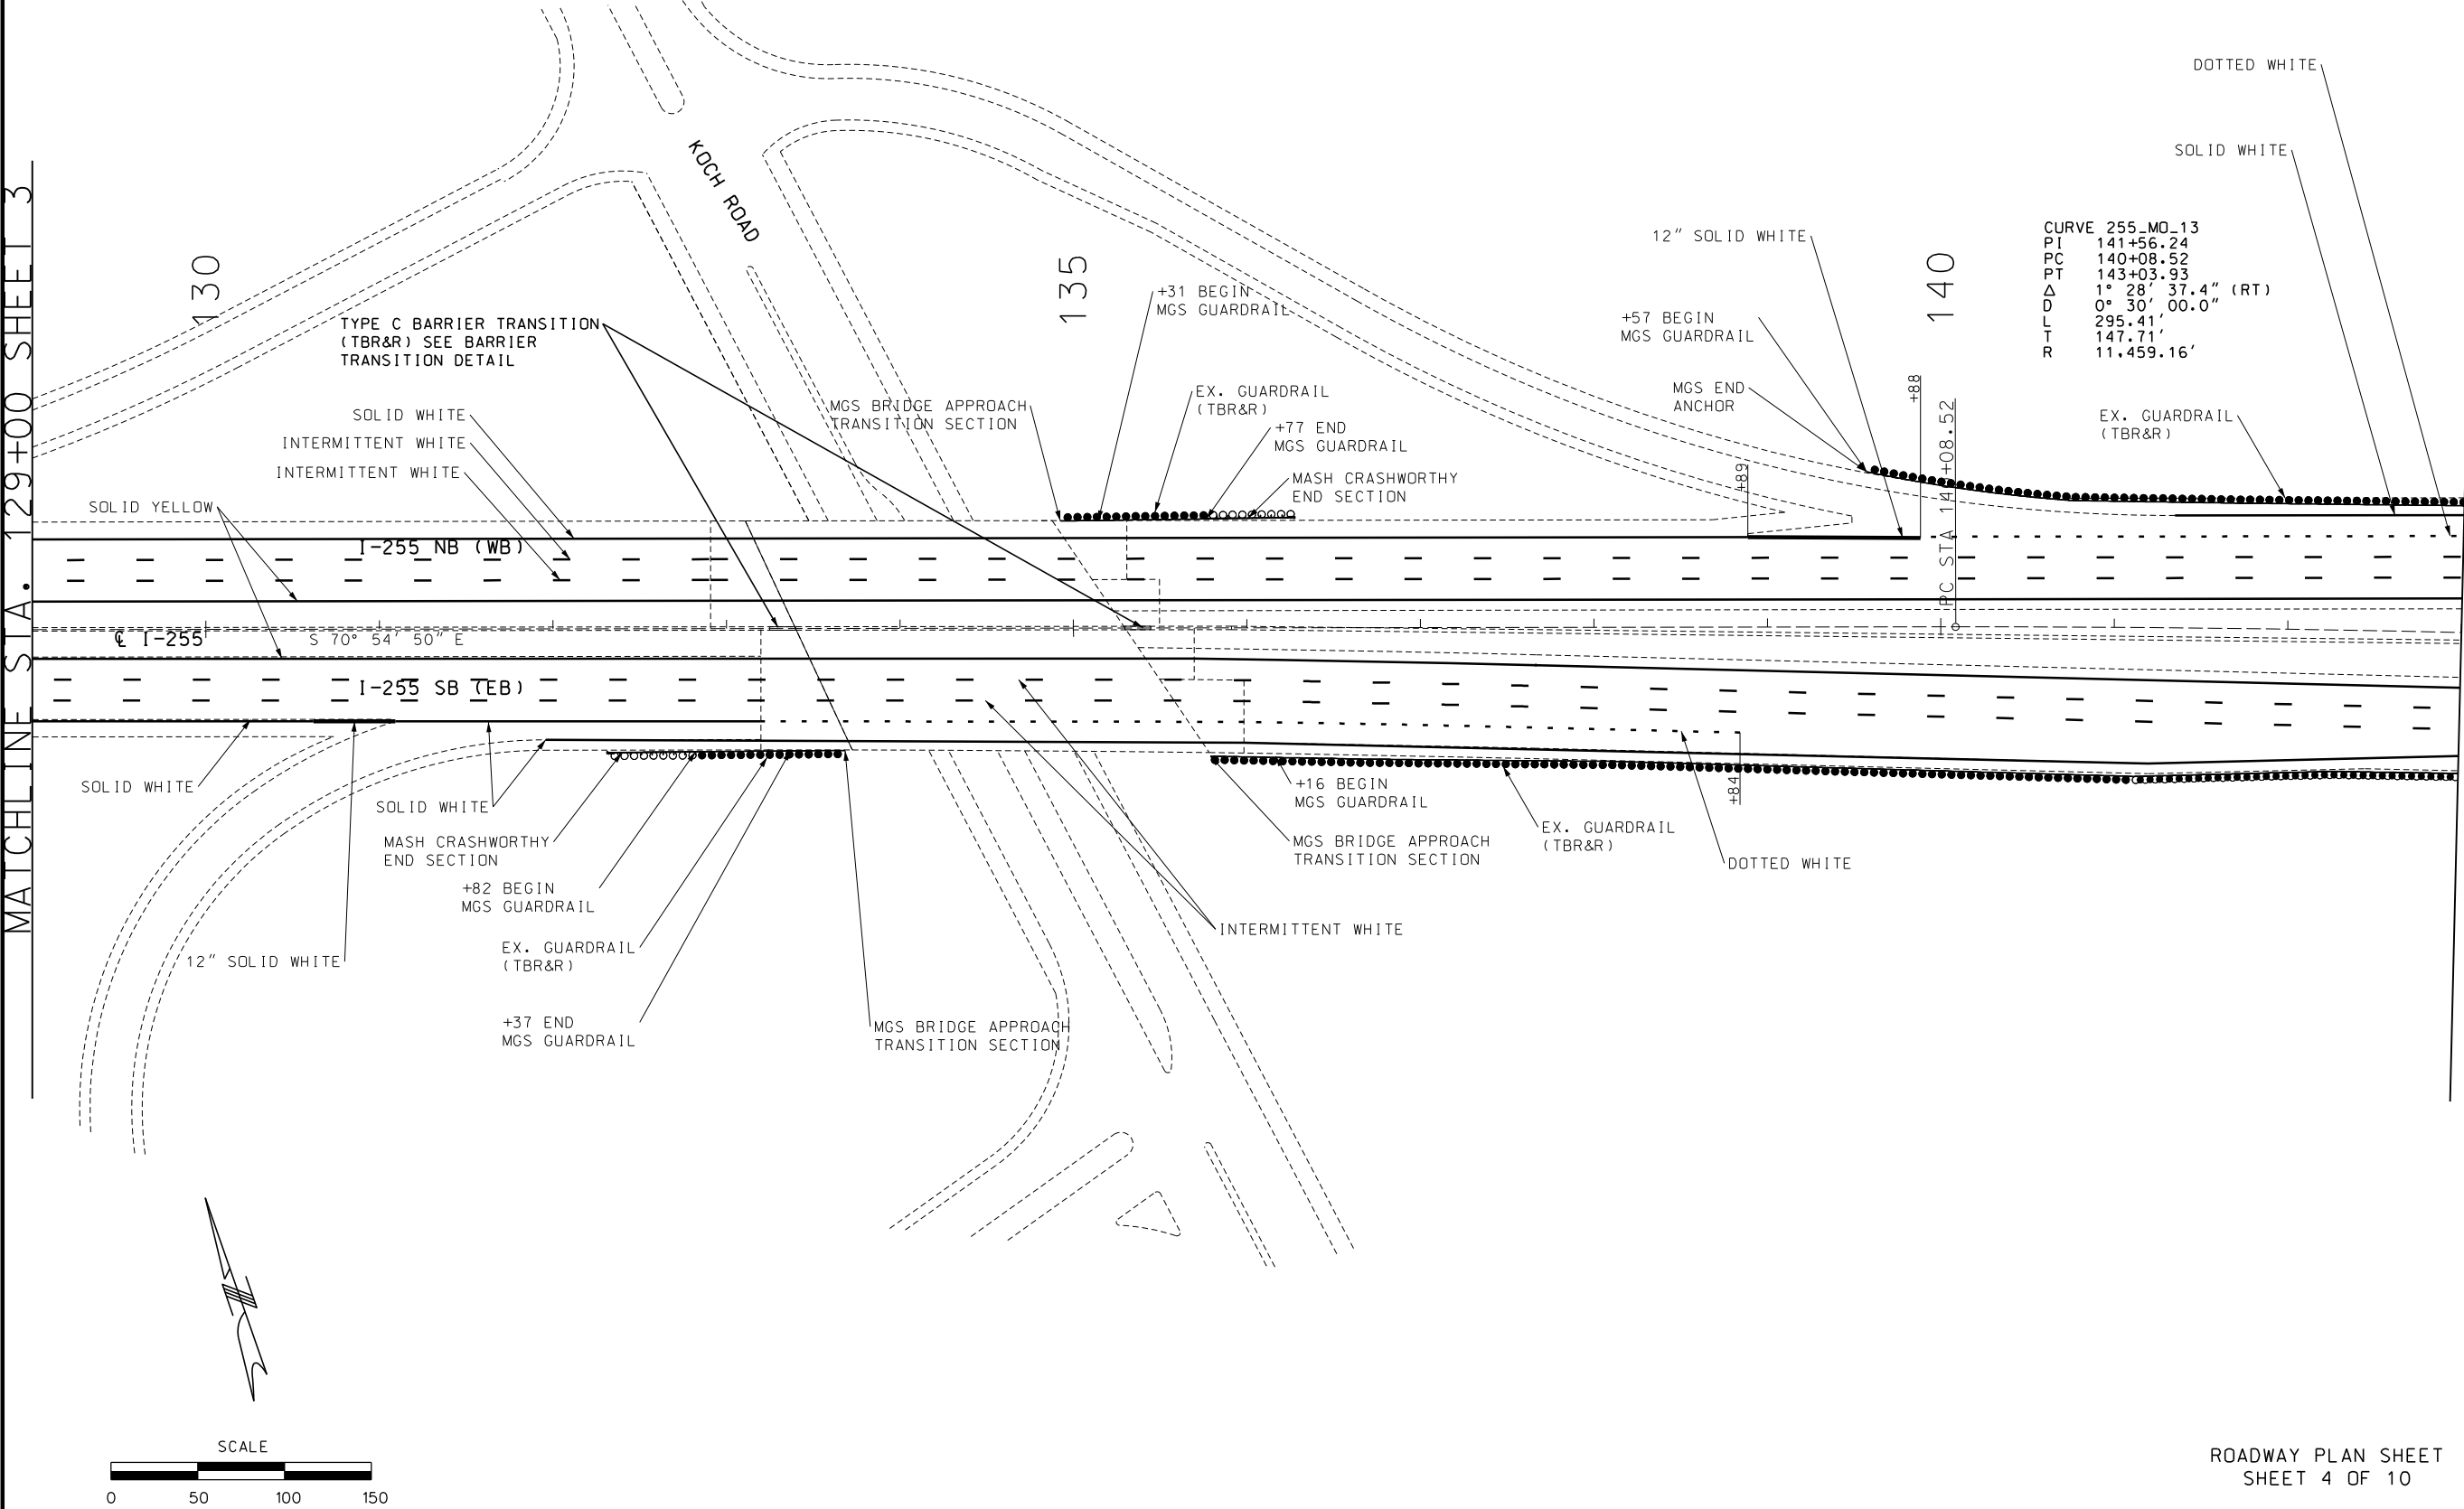 DOTTED WHITE
SOLID WHITE
CURVE 255_MO_13
PI 141+56.24
PC 140+08.52
PT 143+03.93
Δ 1° 28' 37.4" (RT)
D 0° 30' 00.0"
L 295.41'
T 147.71'
R 11,459.16'
KOCH ROAD
12" SOLID WHITE
130
135
140
+31 BEGIN
MGS GUARDRAIL
+57 BEGIN
MGS GUARDRAIL
TYPE C BARRIER TRANSITION
(TBR&R) SEE BARRIER
TRANSITION DETAIL
MGS END
ANCHOR
+88
EX. GUARDRAIL
(TBR&R)
MGS BRIDGE APPROACH
TRANSITION SECTION
+77 END
MGS GUARDRAIL
EX. GUARDRAIL
(TBR&R)
SOLID WHITE
INTERMITTENT WHITE
INTERMITTENT WHITE
MASH CRASHWORTHY
END SECTION
+89
PC STA 140+08.52
SOLID YELLOW
I-255 NB (WB)
MATCHLINE STA. 129+00 SHEET 3
℄ I-255
S 70° 54' 50" E
I-255 SB (EB)
SOLID WHITE
SOLID WHITE
+16 BEGIN
MGS GUARDRAIL
+84
MASH CRASHWORTHY
END SECTION
MGS BRIDGE APPROACH
TRANSITION SECTION
EX. GUARDRAIL
(TBR&R)
DOTTED WHITE
+82 BEGIN
MGS GUARDRAIL
INTERMITTENT WHITE
EX. GUARDRAIL
(TBR&R)
12" SOLID WHITE
+37 END
MGS GUARDRAIL
MGS BRIDGE APPROACH
TRANSITION SECTION
N
SCALE
0 50 100 150
ROADWAY PLAN SHEET
SHEET 4 OF 10